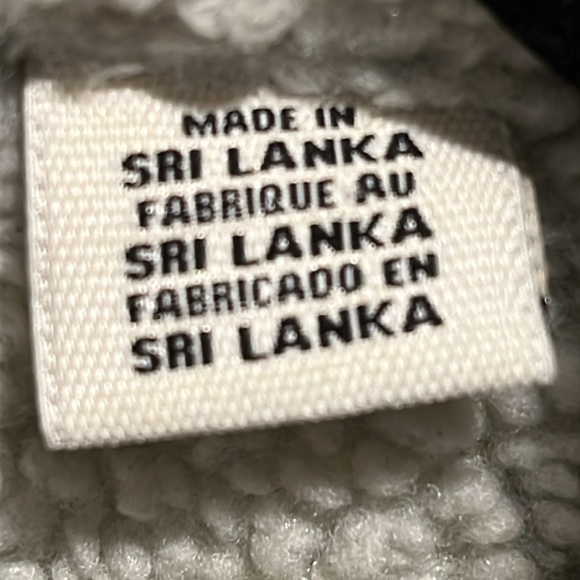 MADE IN
SRI LANKA
FABRIQUE AU
SRI LANKA
FABRICADO EN
SRI LANKA